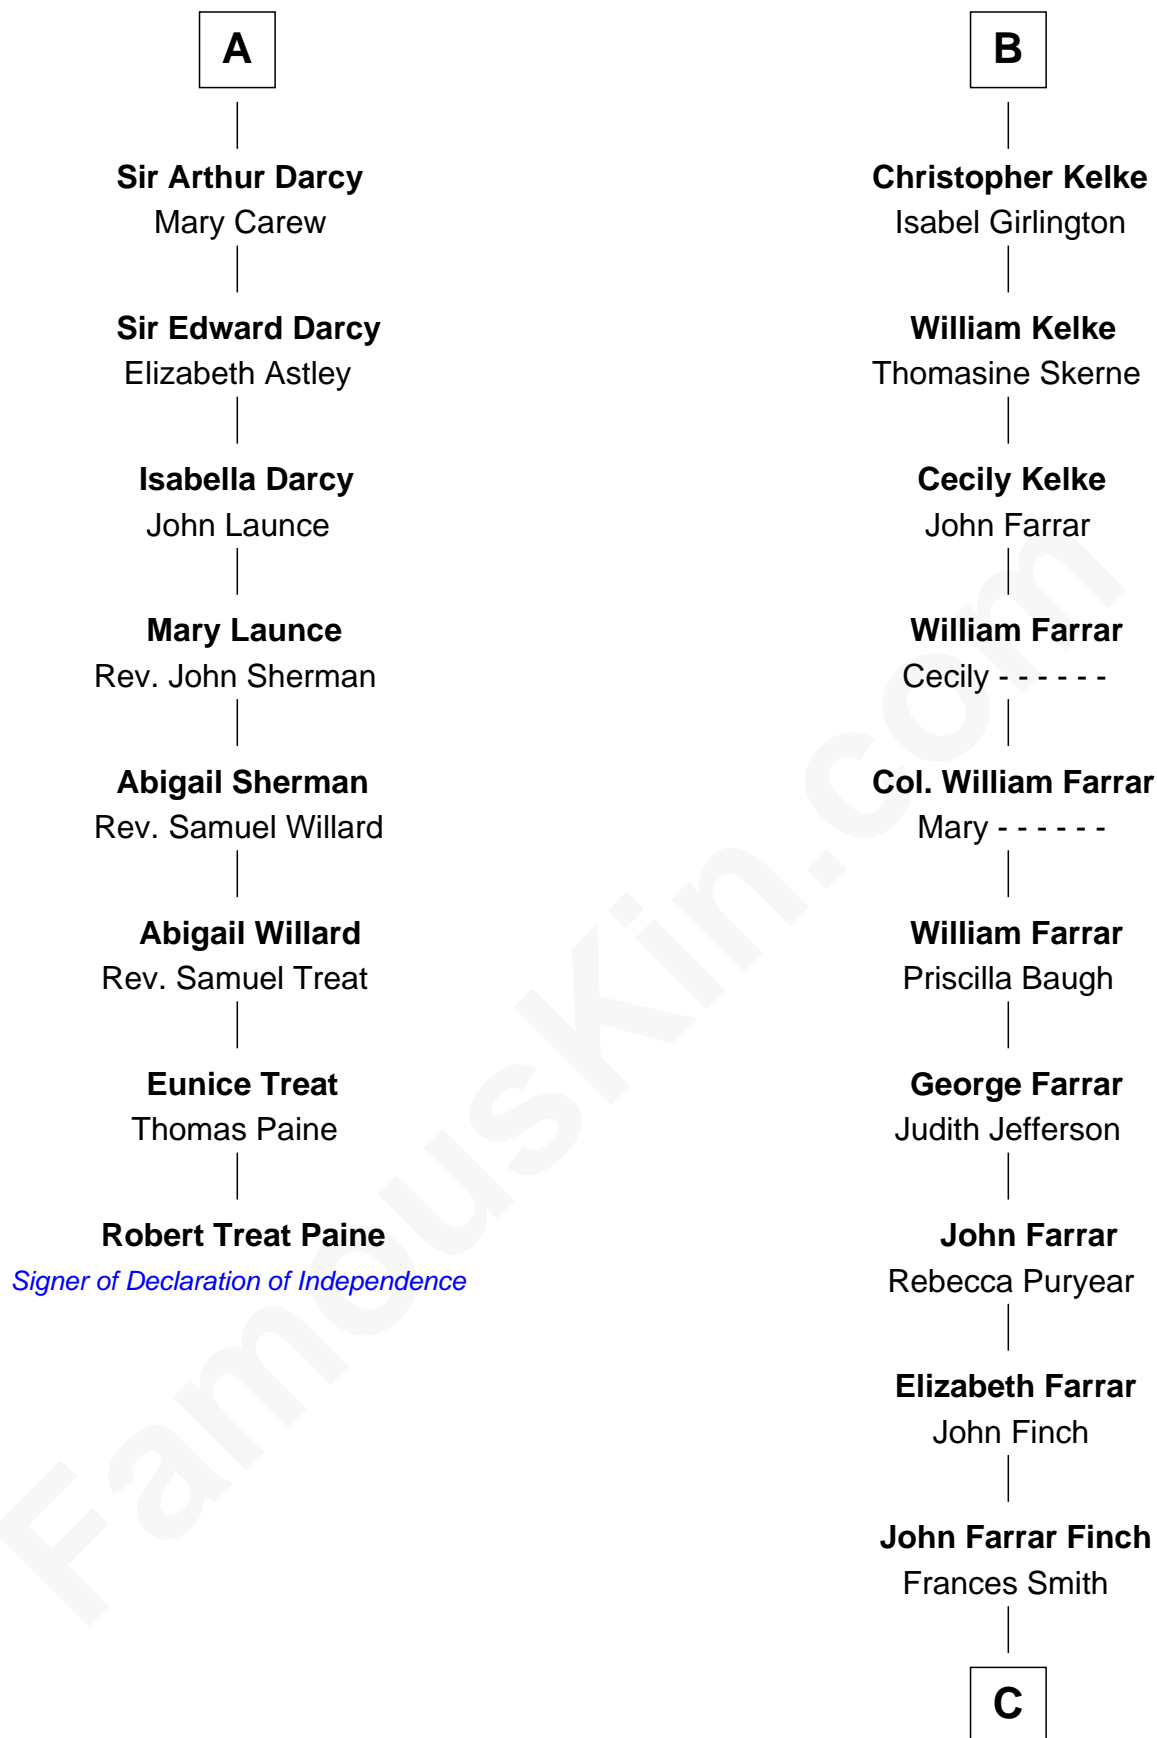 A
Sir Arthur Darcy
Mary Carew
Sir Edward Darcy
Elizabeth Astley
Isabella Darcy
John Launce
Mary Launce
Rev. John Sherman
Abigail Sherman
Rev. Samuel Willard
Abigail Willard
Rev. Samuel Treat
Eunice Treat
Thomas Paine
Robert Treat Paine
Signer of Declaration of Independence
B
Christopher Kelke
Isabel Girlington
William Kelke
Thomasine Skerne
Cecily Kelke
John Farrar
William Farrar
Cecily - - - - - -
Col. William Farrar
Mary - - - - - -
William Farrar
Priscilla Baugh
George Farrar
Judith Jefferson
John Farrar
Rebecca Puryear
Elizabeth Farrar
John Finch
John Farrar Finch
Frances Smith
C
FamousKin.com